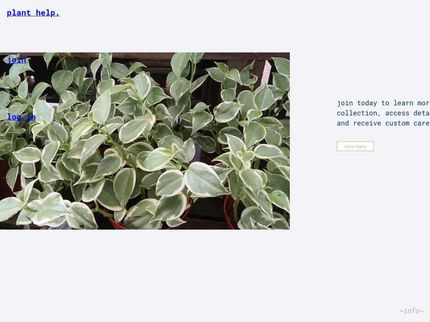 plant help.
join
log in
join today to learn mor
collection, access deta
and receive custom care
view more
~info~